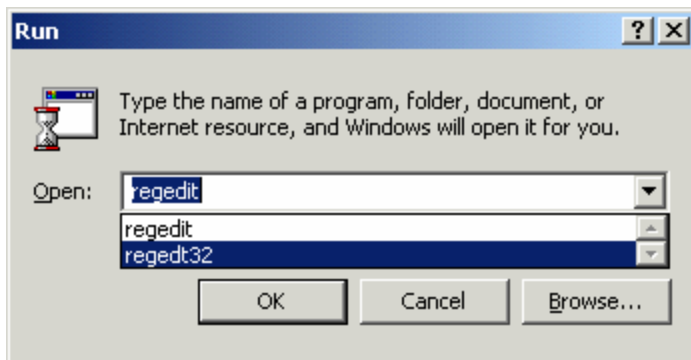 Run
Type the name of a program, folder, document, or
Internet resource, and Windows will open it for you.
Open: regedit
regedit
regedt32
OK Cancel Browse...